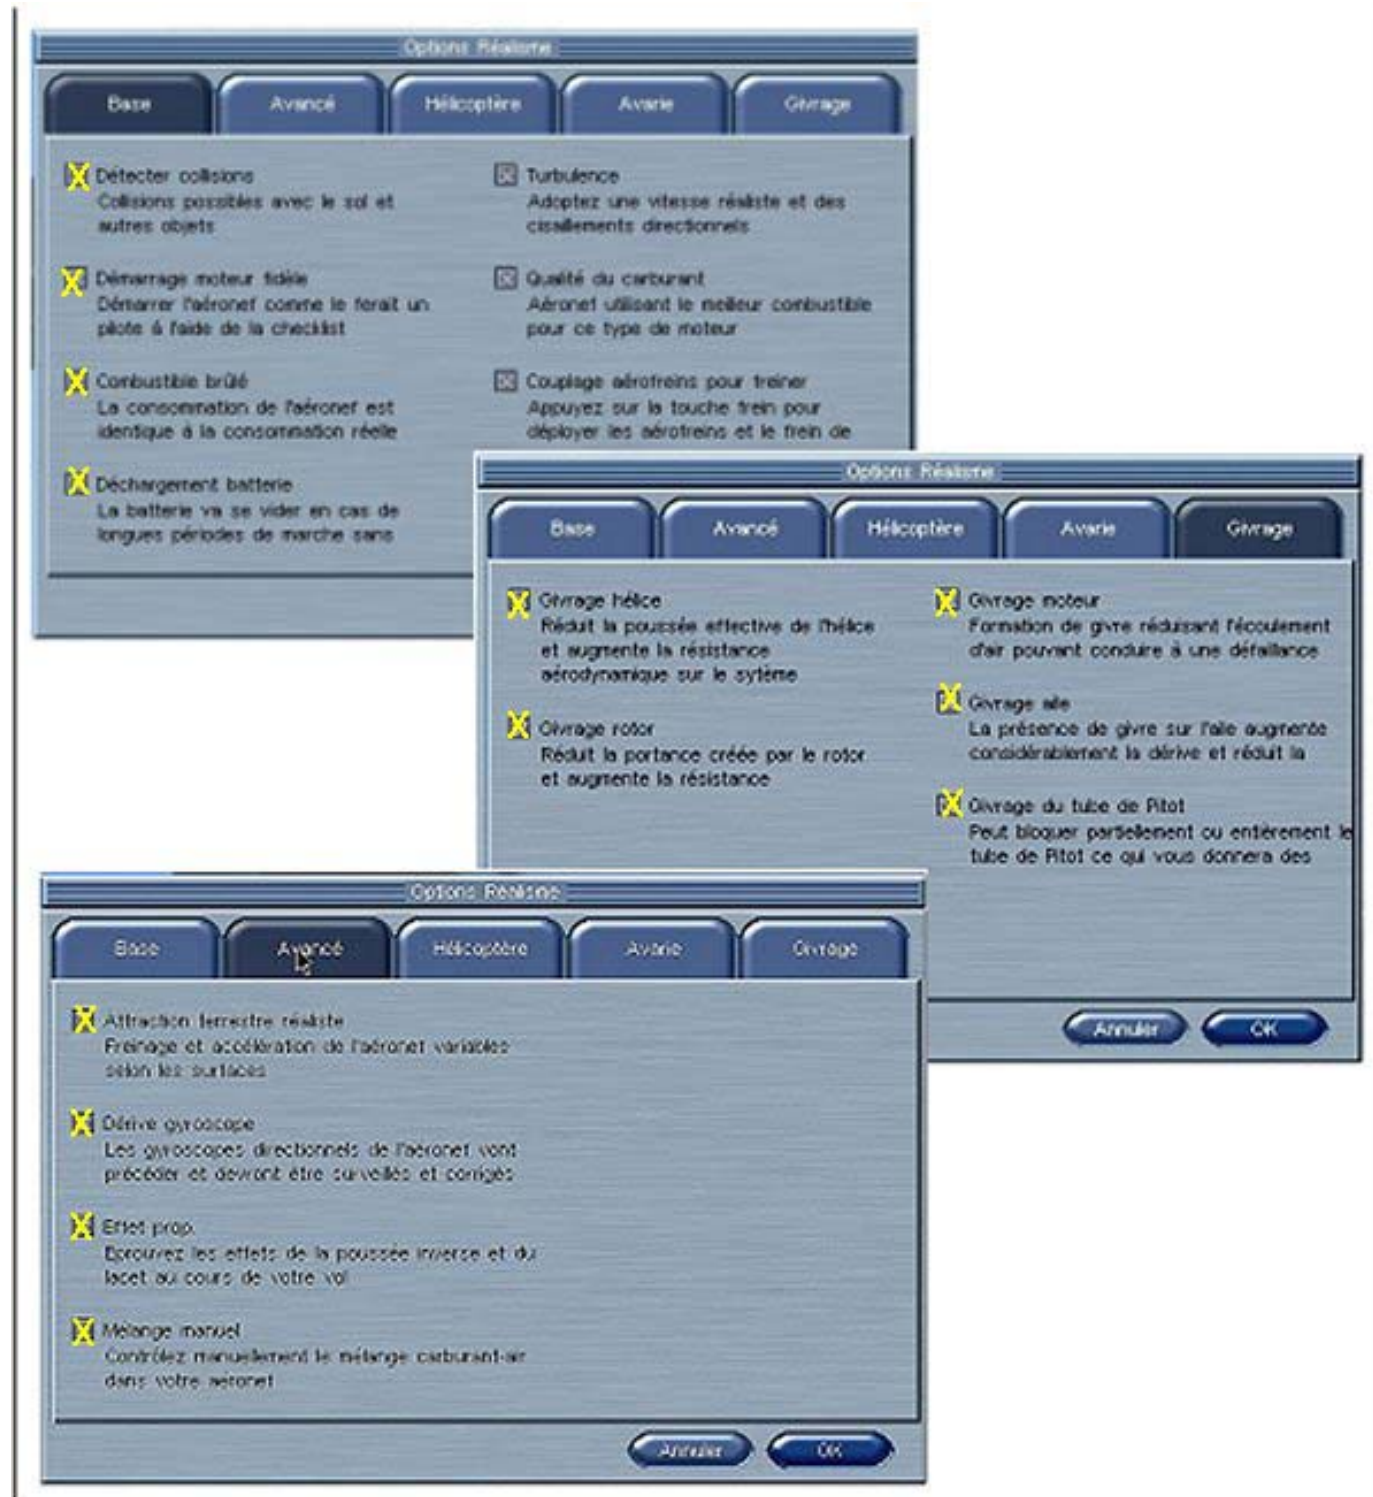 Options Réalisme
Base Avancé Hélicoptère Avarie Givrage
Détecter collisions
Collisions possibles avec le sol et
autres objets
Démarrage moteur fidèle
Démarrer l'aéronef comme le ferait un
pilote à l'aide de la checklist
Combustible brûlé
La consommation de l'aéronef est
identique à la consommation réelle
Déchargement batterie
La batterie va se vider en cas de
longues périodes de marche sans
Turbulence
Adoptez une vitesse réaliste et des
cisaillements directionnels
Qualité du carburant
Aéronef utilisant le meilleur combustible
pour ce type de moteur
Couplage aérofreins pour freiner
Appuyez sur la touche frein pour
déployer les aérofreins et le frein de
Options Réalisme
Base Avancé Hélicoptère Avarie Givrage
Givrage hélice
Réduit la poussée effective de l'hélice
et augmente la résistance
aérodynamique sur le sytème
Givrage rotor
Réduit la portance créée par le rotor
et augmente la résistance
Givrage moteur
Formation de givre réduisant l'écoulement
d'air pouvant conduire à une défaillance
Givrage aile
La présence de givre sur l'aile augmente
considérablement la dérive et réduit la
Givrage du tube de Pitot
Peut bloquer partiellement ou entièrement le
tube de Pitot ce qui vous donnera des
Annuler OK
Options Réalisme
Base Avancé Hélicoptère Avarie Givrage
Attraction terrestre réaliste
Freinage et accélération de l'aéronef variables
selon les surfaces
Dérive gyroscope
Les gyroscopes directionnels de l'aéronef vont
précéder et devront être surveillés et corrigés
Effet prop.
Eprouvez les effets de la poussée inverse et du
lacet au cours de votre vol
Mélange manuel
Contrôlez manuellement le mélange carburant-air
dans votre aéronef
Annuler OK